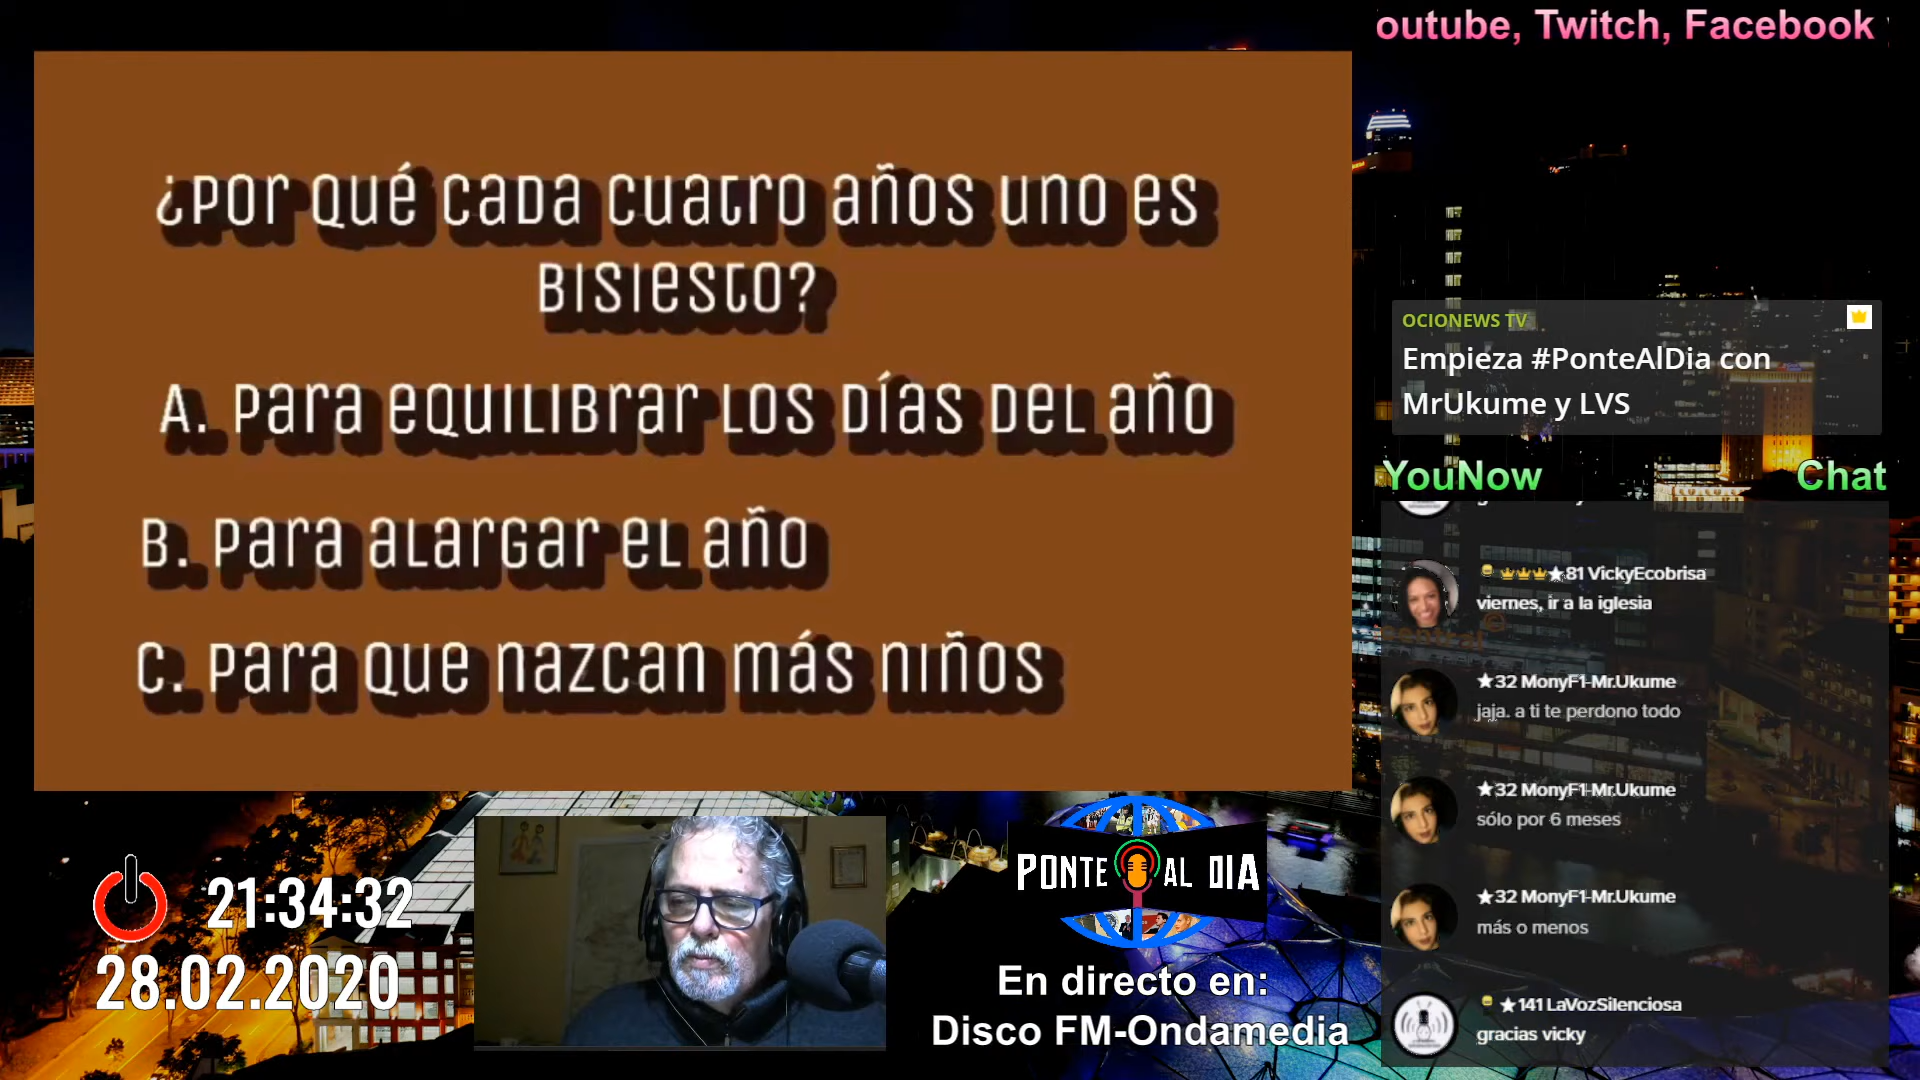 outube, Twitch, Facebook
¿Por qué cada cuatro años uno es
bisiesto?
A. Para equilibrar los días del año
B. Para alargar el año
C. Para que nazcan más niños
OCIONEWS TV
Empieza #PonteAlDia con
MrUkume y LVS
YouNow Chat
81 VickyEcobrisa
viernes, ir a la iglesia
32 MonyF1-Mr.Ukume
jaja. a ti te perdono todo
32 MonyF1-Mr.Ukume
sólo por 6 meses
32 MonyF1-Mr.Ukume
más o menos
141 LaVozSilenciosa
gracias vicky
21:34:32
28.02.2020
PONTE AL DIA
En directo en:
Disco FM-Ondamedia